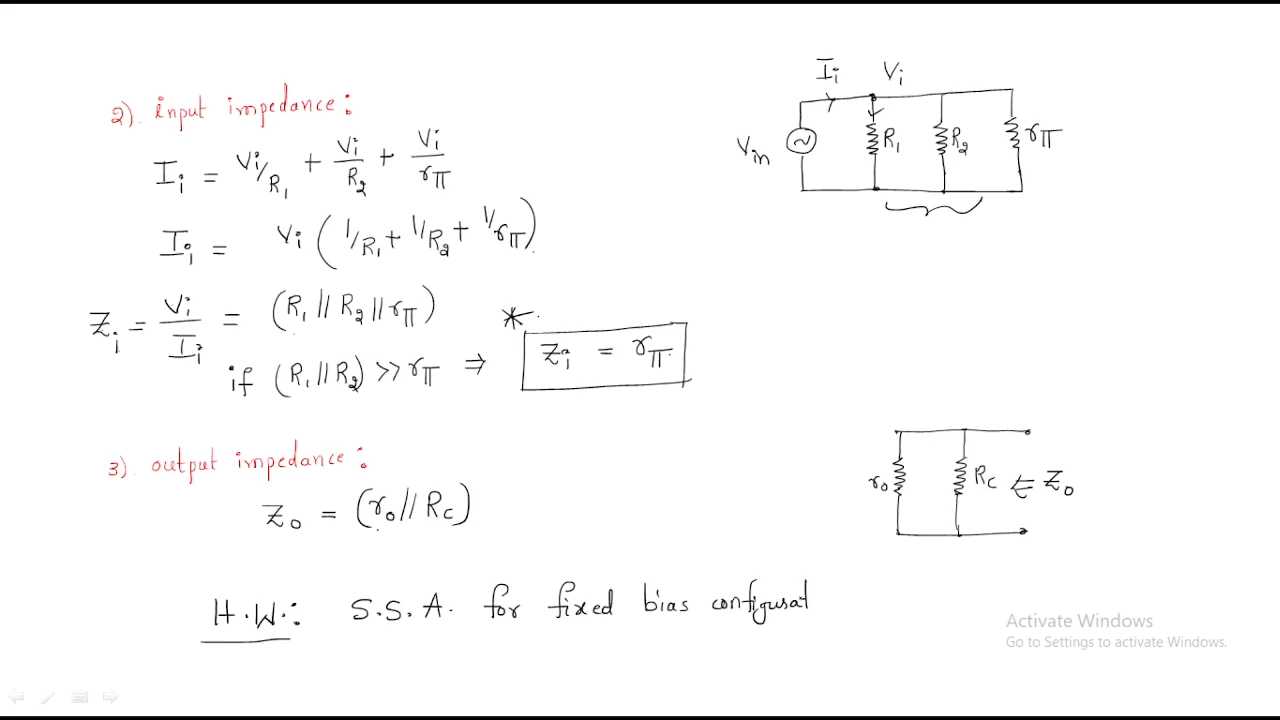 2). input impedance:
Ii = Vi/R1 + Vi/R2 + Vi/rπ
Ii = Vi (1/R1 + 1/R2 + 1/rπ)
Zi = Vi/Ii = (R1 // R2 // rπ)
if (R1 // R2) >> rπ ⇒ * Zi = rπ
Ii Vi
Vin R1 R2 rπ
3). output impedance:
Zo = (ro // RC)
ro RC ⇐ Zo
H.W.: S.S.A. for fixed bias configurat
Activate Windows
Go to Settings to activate Windows.